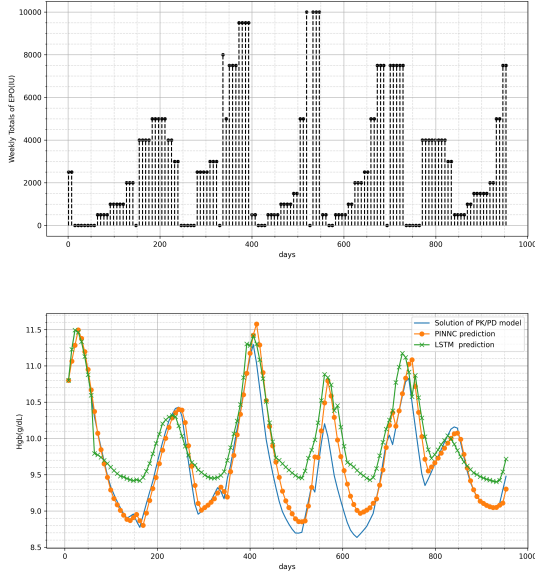 10000
8000
6000
4000
2000
0
Weekly Totals of EPO(IU)
0 200 400 600 800 1000
days
11.5
11.0
10.5
10.0
9.5
9.0
8.5
Hgb(g/dL)
Solution of PK/PD model
PINNC prediction
LSTM prediction
0 200 400 600 800 1000
days